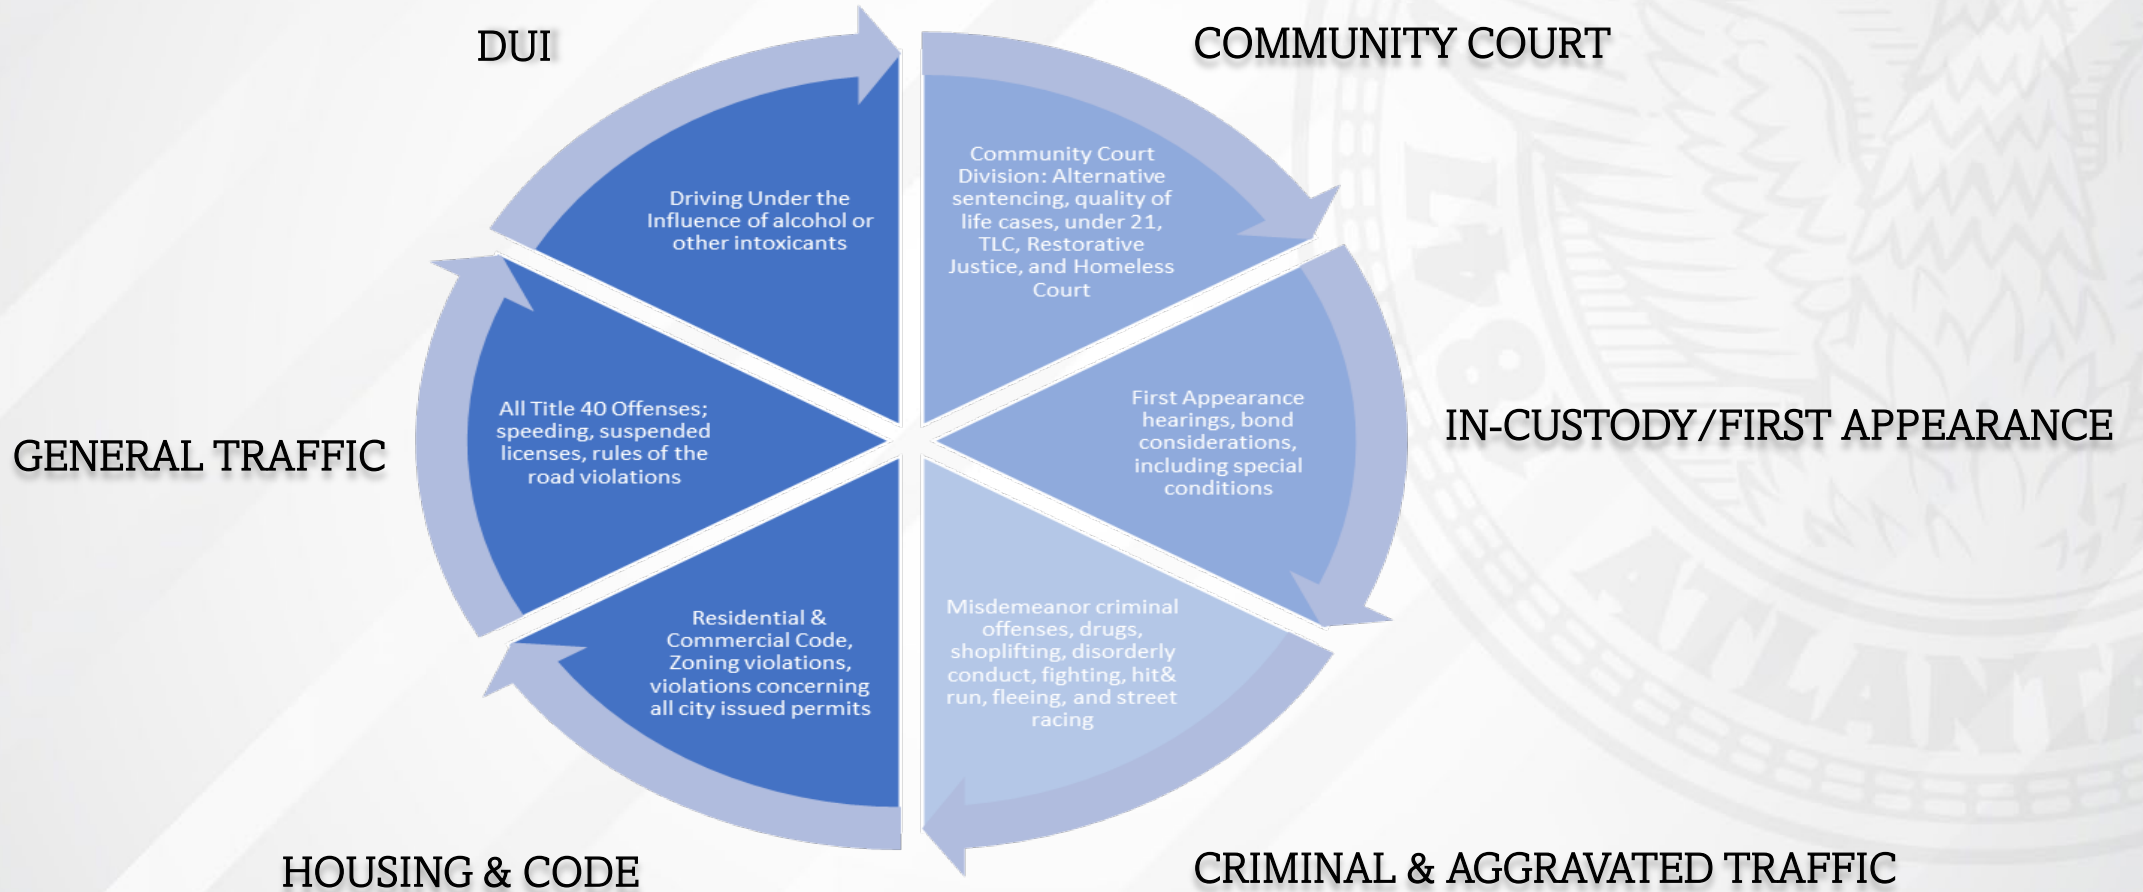 DUI
COMMUNITY COURT
Driving Under the
Influence of alcohol or
other intoxicants
Community Court
Division: Alternative
sentencing, quality of
life cases, under 21,
TLC, Restorative
Justice, and Homeless
Court
GENERAL TRAFFIC
All Title 40 Offenses;
speeding, suspended
licenses, rules of the
road violations
First Appearance
hearings, bond
considerations,
including special
conditions
IN-CUSTODY/FIRST APPEARANCE
Residential &
Commercial Code,
Zoning violations,
violations concerning
all city issued permits
Misdemeanor criminal
offenses, drugs,
shoplifting, disorderly
conduct, fighting, hit&
run, fleeing, and street
racing
HOUSING & CODE
CRIMINAL & AGGRAVATED TRAFFIC
1847
ATLANTA